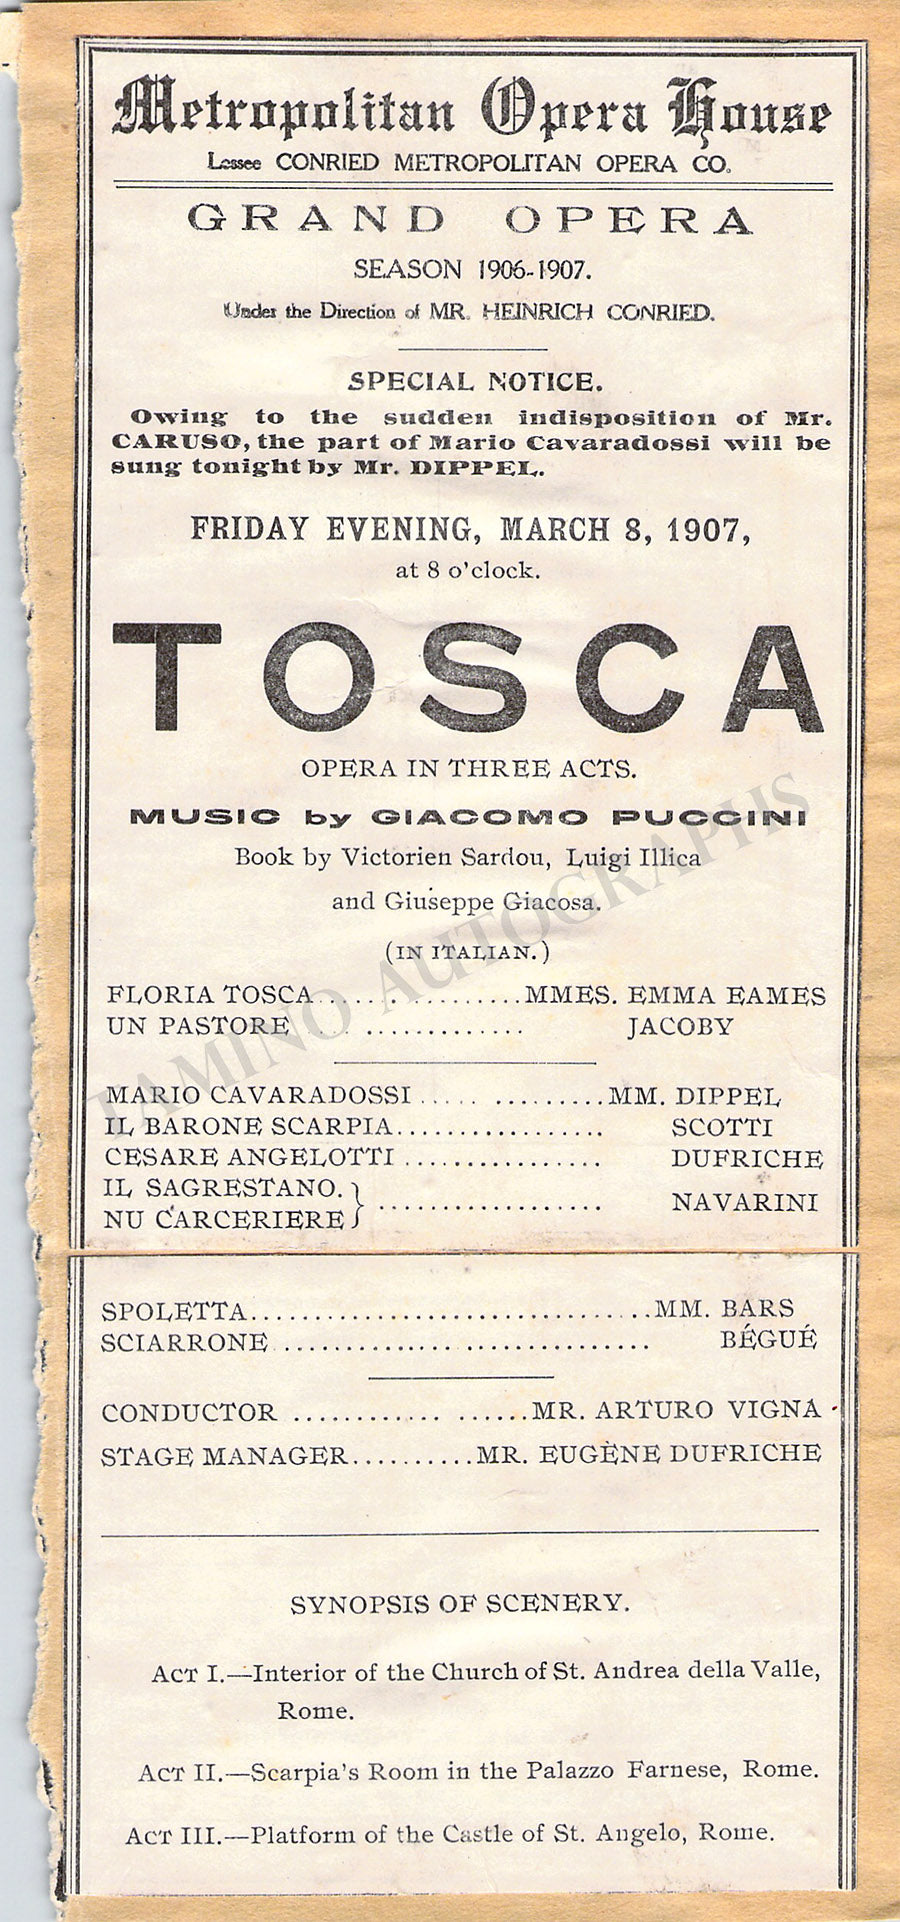 Metropolitan Opera House
Lessee CONRIED METROPOLITAN OPERA CO.
GRAND OPERA
SEASON 1906-1907.
Under the Direction of MR. HEINRICH CONRIED.
SPECIAL NOTICE.
Owing to the sudden indisposition of Mr.
CARUSO, the part of Mario Cavaradossi will be
sung tonight by Mr. DIPPEL.
FRIDAY EVENING, MARCH 8, 1907,
at 8 o'clock.
TOSCA
OPERA IN THREE ACTS.
MUSIC by GIACOMO PUCCINI
Book by Victorien Sardou, Luigi Illica
and Giuseppe Giacosa.
(IN ITALIAN.)
FLORIA TOSCA....................MMES. EMMA EAMES
UN PASTORE .................. JACOBY
MARIO CAVARADOSSI ..... .........MM. DIPPEL
IL BARONE SCARPIA.................. SCOTTI
CESARE ANGELOTTI ................. DUFRICHE
IL SAGRESTANO. }
NU CARCERIERE } ................... NAVARINI
SPOLETTA..................................MM. BARS
SCIARRONE ............................... BÉGUÉ
CONDUCTOR ............ ......MR. ARTURO VIGNA
STAGE MANAGER..........MR. EUGÈNE DUFRICHE
SYNOPSIS OF SCENERY.
ACT I.—Interior of the Church of St. Andrea della Valle,
Rome.
ACT II.—Scarpia's Room in the Palazzo Farnese, Rome.
ACT III.—Platform of the Castle of St. Angelo, Rome.
TAMINO AUTOGRAPHS